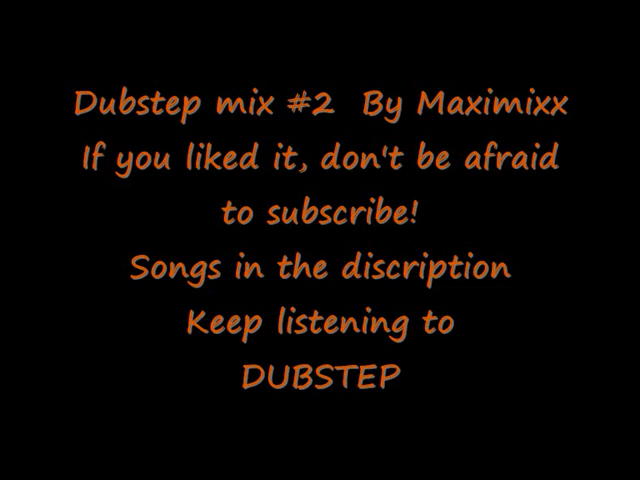 Dubstep mix #2  By Maximixx
If you liked it, don't be afraid
to subscribe!
Songs in the discription
Keep listening to
DUBSTEP